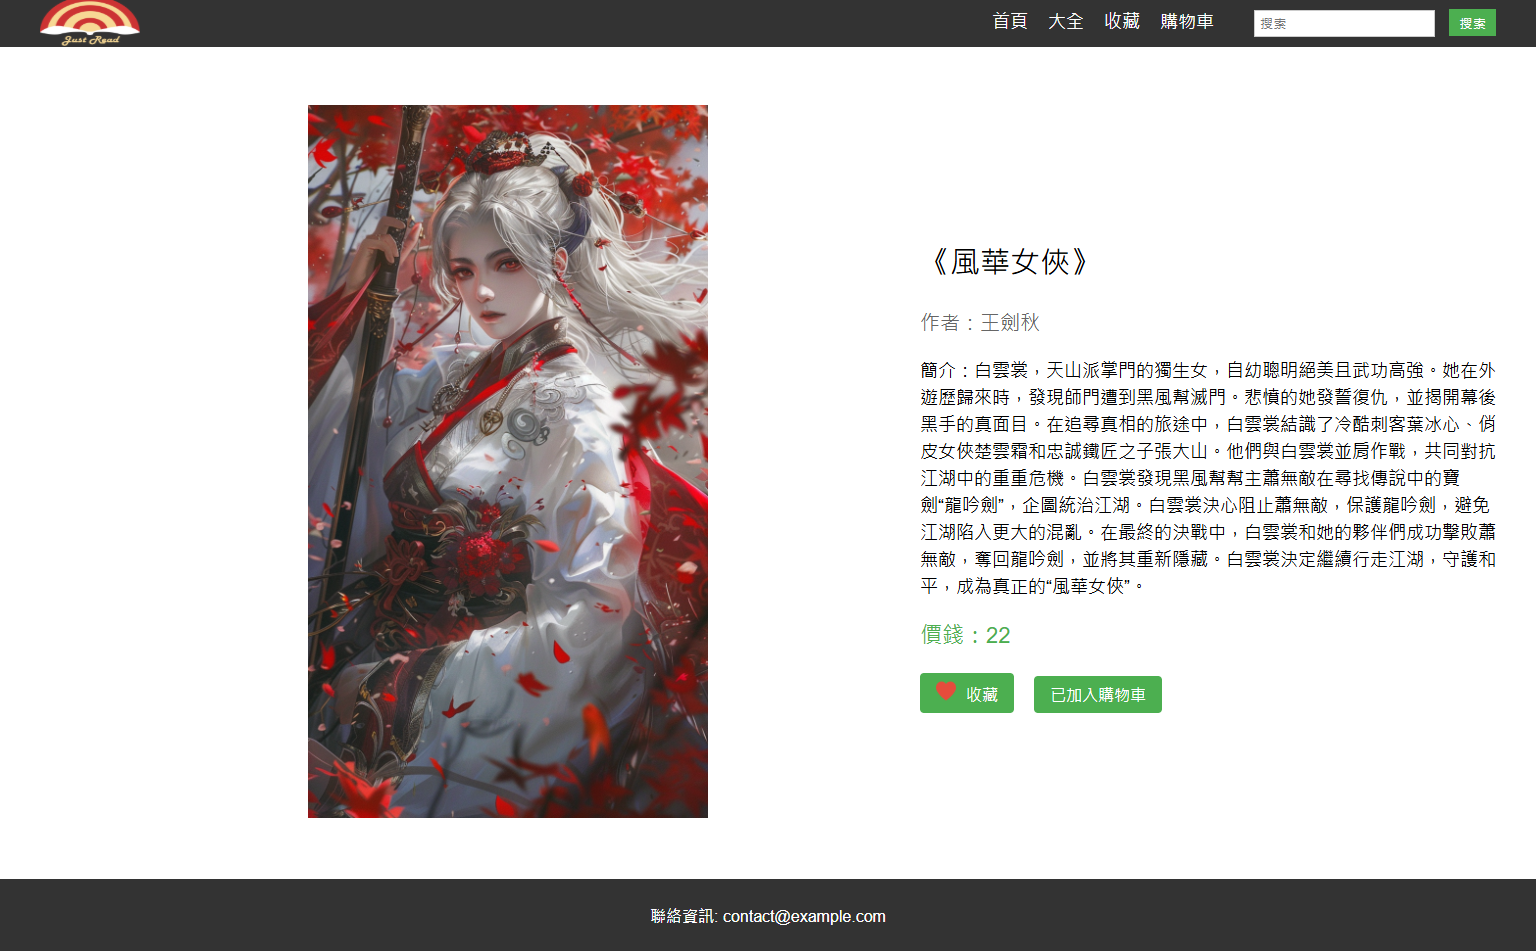 Just Read
首頁 大全 收藏 購物車 搜索 搜索
《風華女俠》
作者：王劍秋
簡介：白雲裳，天山派掌門的獨生女，自幼聰明絕美且武功高強。她在外
遊歷歸來時，發現師門遭到黑風幫滅門。悲憤的她發誓復仇，並揭開幕後
黑手的真面目。在追尋真相的旅途中，白雲裳結識了冷酷刺客葉冰心、俏
皮女俠楚雲霜和忠誠鐵匠之子張大山。他們與白雲裳並肩作戰，共同對抗
江湖中的重重危機。白雲裳發現黑風幫幫主蕭無敵在尋找傳說中的寶
劍“龍吟劍”，企圖統治江湖。白雲裳決心阻止蕭無敵，保護龍吟劍，避免
江湖陷入更大的混亂。在最終的決戰中，白雲裳和她的夥伴們成功擊敗蕭
無敵，奪回龍吟劍，並將其重新隱藏。白雲裳決定繼續行走江湖，守護和
平，成為真正的“風華女俠”。
價錢：22
收藏 已加入購物車
聯絡資訊: contact@example.com